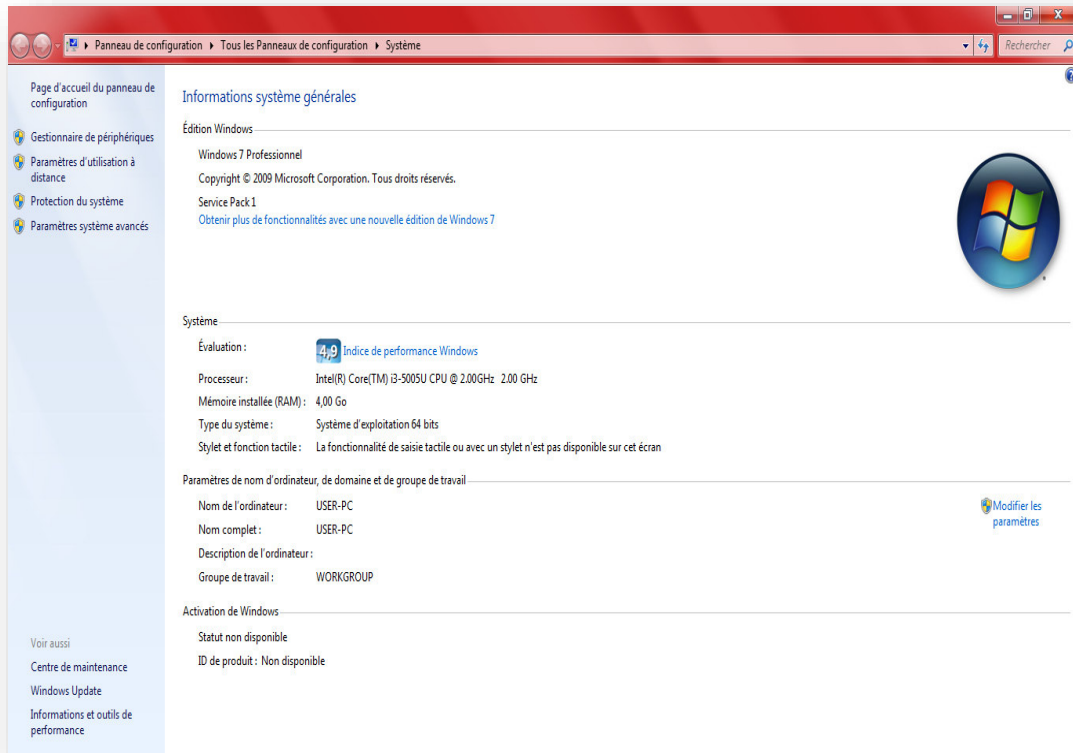 Panneau de configuration ▸ Tous les Panneaux de configuration ▸ Système
Rechercher
Page d'accueil du panneau de
configuration
Gestionnaire de périphériques
Paramètres d'utilisation à
distance
Protection du système
Paramètres système avancés
Voir aussi
Centre de maintenance
Windows Update
Informations et outils de
performance
Informations système générales
Édition Windows
Windows 7 Professionnel
Copyright © 2009 Microsoft Corporation. Tous droits réservés.
Service Pack 1
Obtenir plus de fonctionnalités avec une nouvelle édition de Windows 7
Système
Évaluation : 4,9 Indice de performance Windows
Processeur : Intel(R) Core(TM) i3-5005U CPU @ 2.00GHz 2.00 GHz
Mémoire installée (RAM) : 4,00 Go
Type du système : Système d'exploitation 64 bits
Stylet et fonction tactile : La fonctionnalité de saisie tactile ou avec un stylet n'est pas disponible sur cet écran
Paramètres de nom d'ordinateur, de domaine et de groupe de travail
Nom de l'ordinateur : USER-PC
Nom complet : USER-PC
Description de l'ordinateur :
Groupe de travail : WORKGROUP
Modifier les
paramètres
Activation de Windows
Statut non disponible
ID de produit : Non disponible